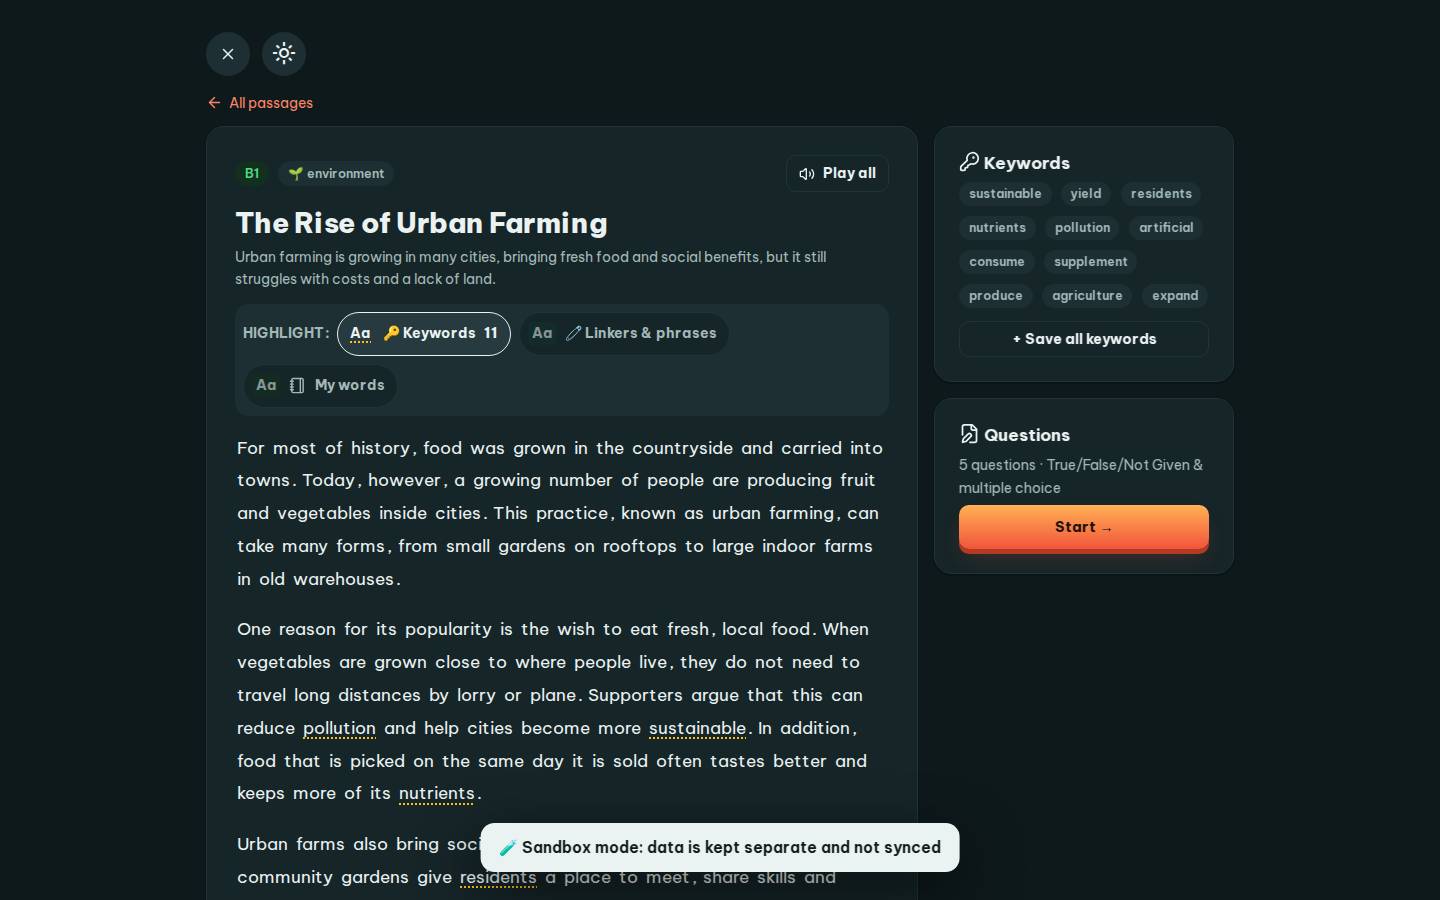 All passages
B1
environment
Play all
The Rise of Urban Farming
Urban farming is growing in many cities, bringing fresh food and social benefits, but it still
struggles with costs and a lack of land.
HIGHLIGHT:
Aa Keywords 11
Aa Linkers & phrases
Aa My words
For most of history, food was grown in the countryside and carried into
towns. Today, however, a growing number of people are producing fruit
and vegetables inside cities. This practice, known as urban farming, can
take many forms, from small gardens on rooftops to large indoor farms
in old warehouses.
One reason for its popularity is the wish to eat fresh, local food. When
vegetables are grown close to where people live, they do not need to
travel long distances by lorry or plane. Supporters argue that this can
reduce pollution and help cities become more sustainable. In addition,
food that is picked on the same day it is sold often tastes better and
keeps more of its nutrients.
Urban farms also bring soci
community gardens give residents a place to meet, share skills and
Keywords
sustainable yield residents
nutrients pollution artificial
consume supplement
produce agriculture expand
+ Save all keywords
Questions
5 questions · True/False/Not Given &
multiple choice
Start →
Sandbox mode: data is kept separate and not synced